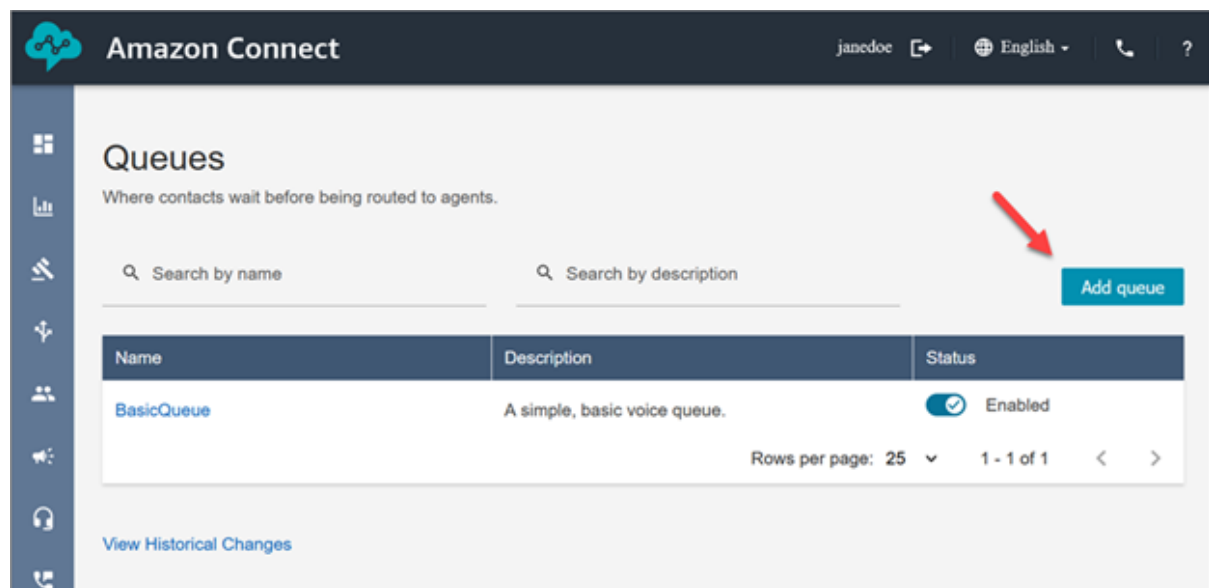 Amazon Connect
janedoe
English
?
Queues
Where contacts wait before being routed to agents.
Search by name
Search by description
Add queue
Name
Description
Status
BasicQueue
A simple, basic voice queue.
Enabled
Rows per page: 25
1 - 1 of 1
View Historical Changes